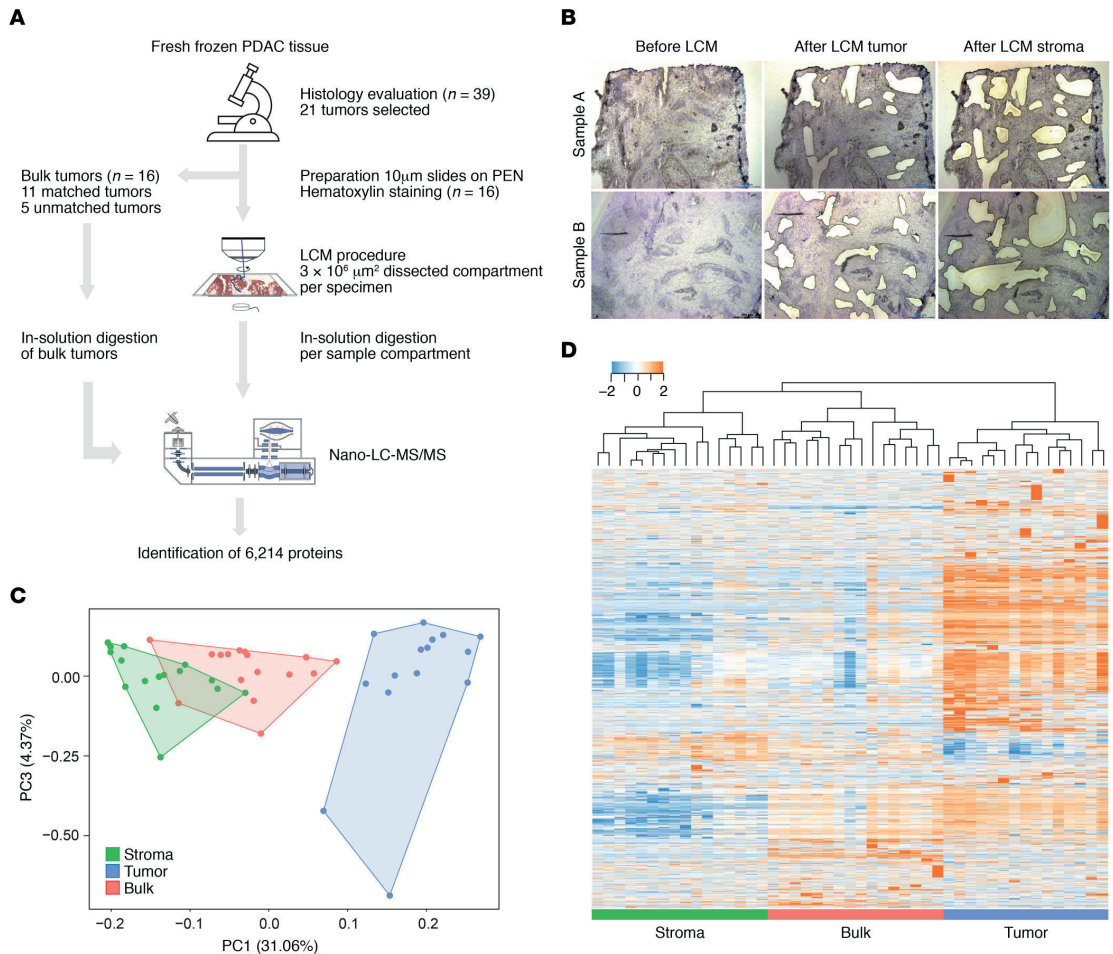 A
Fresh frozen PDAC tissue
Histology evaluation (n = 39)
21 tumors selected
Bulk tumors (n = 16)
11 matched tumors
5 unmatched tumors
Preparation 10μm slides on PEN
Hematoxylin staining (n = 16)
LCM procedure
3 × 10⁶ μm² dissected compartment
per specimen
In-solution digestion
of bulk tumors
In-solution digestion
per sample compartment
Nano-LC-MS/MS
Identification of 6,214 proteins
B
Before LCM
After LCM tumor
After LCM stroma
Sample A
Sample B
C
0.00
−0.25
−0.50
PC3 (4.37%)
Stroma
Tumor
Bulk
−0.2
−0.1
0.0
0.1
0.2
PC1 (31.06%)
D
−2
0
2
Stroma
Bulk
Tumor